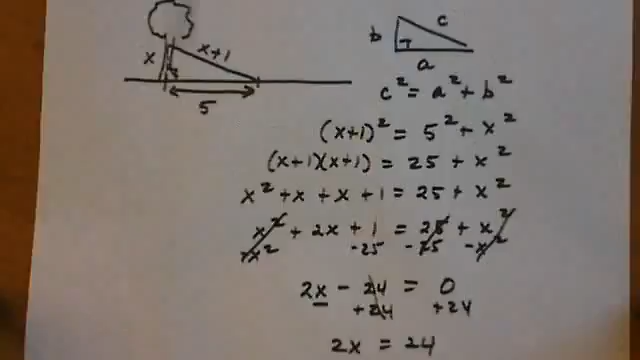 x
x+1
5
b
c
a
c² = a² + b²
(x+1)² = 5² + x²
(x+1)(x+1) = 25 + x²
x² + x + x + 1 = 25 + x²
x² + 2x + 1 = 25 + x²
-x² -25 -25 -x²
2x - 24 = 0
+24 +24
2x = 24